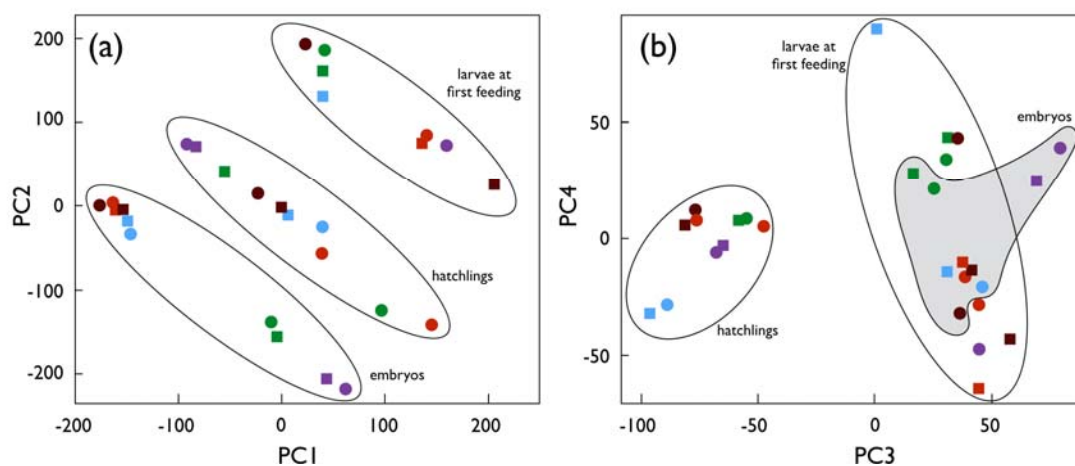 (a)
200
100
0
-100
-200
PC2
larvae at
first feeding
hatchlings
embryos
-200
-100
0
100
200
PC1
(b)
50
0
-50
PC4
larvae at
first feeding
embryos
hatchlings
-100
-50
0
50
PC3